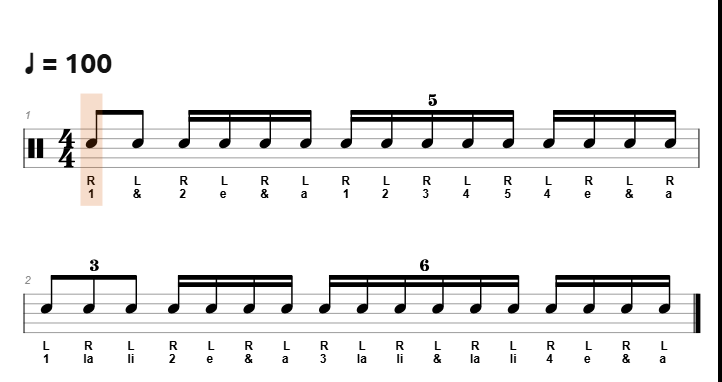 ♩ = 100
5
1
4
4
R L R L R L R L R L R L R L R
1 & 2 e & a 1 2 3 4 5 4 e & a
3 6
2
L R L R L R L R L R L R L R L R L
1 la li 2 e & a 3 la li & la li 4 e & a